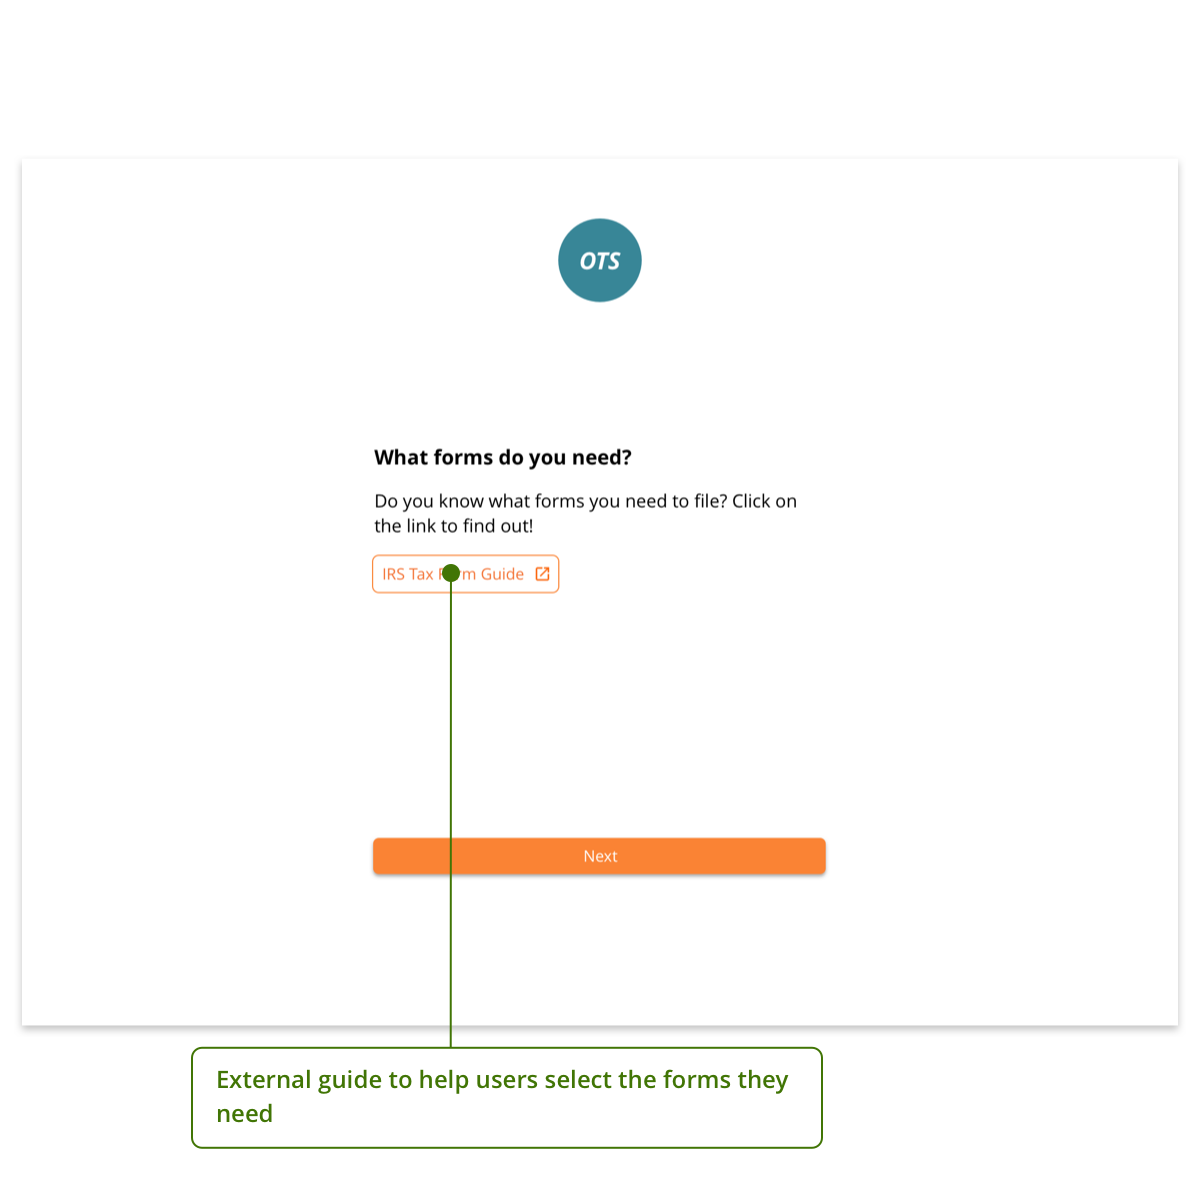 OTS
What forms do you need?
Do you know what forms you need to file? Click on
the link to find out!
IRS Tax Guide
Next
External guide to help users select the forms they
need